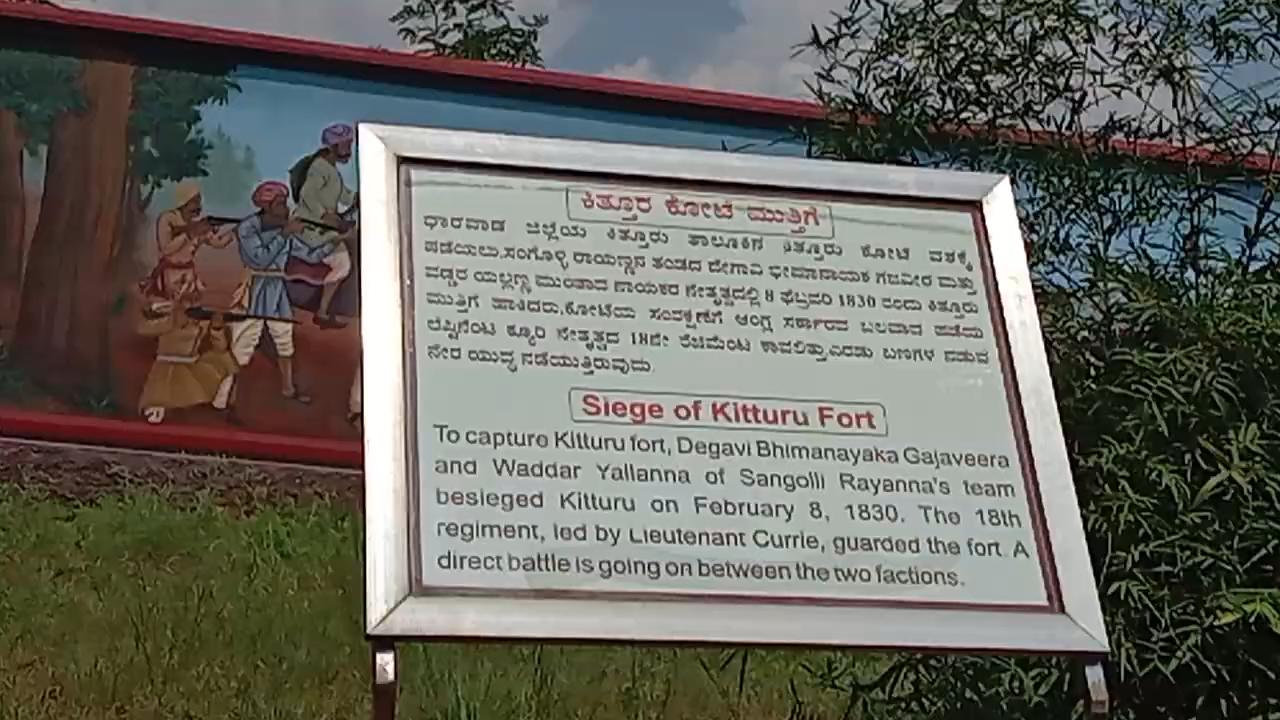 ಕಿತ್ತೂರ ಕೋಟೆ ಮುತ್ತಿಗೆ
ಧಾರವಾಡ ಜಿಲ್ಲೆಯ ಕಿತ್ತೂರು ತಾಲೂಕಿನ ಕಿತ್ತೂರು ಕೋಟೆ ವಶಕ್ಕೆ
ಪಡೆಯಲು,ಸಂಗೊಳ್ಳಿ ರಾಯಣ್ಣನ ತಂಡದ ದೇಗಾವಿ ಭೀಮಾನಾಯಕ ಗಜವೀರ ಮತ್ತು
ವಡ್ಡರ ಯಲ್ಲಣ್ಣ ಮುಂತಾದ ನಾಯಕರ ನೇತೃತ್ವದಲ್ಲಿ 8 ಫೆಬ್ರವರಿ 1830 ರಂದು ಕಿತ್ತೂರು
ಮುತ್ತಿಗೆ ಹಾಕಿದರು.ಕೋಟೆಯ ಸಂರಕ್ಷಣೆಗೆ ಆಂಗ್ಲ ಸರ್ಕಾರದ ಬಲವಾದ ಪಡೆಯು
ಲೆಫ್ಟಿನೆಂಟ ಕ್ಯೂರಿ ನೇತೃತ್ವದ 18ನೇ ರೆಜಿಮೆಂಟ ಕಾವಲಿತ್ತು.ಎರಡು ಬಣಗಳ ನಡುವೆ
ನೇರ ಯುದ್ಧ ನಡೆಯುತ್ತಿರುವುದು.
Siege of Kitturu Fort
To capture Kitturu fort, Degavi Bhimanayaka Gajaveera
and Waddar Yallanna of Sangolli Rayanna's team
besieged Kitturu on February 8, 1830. The 18th
regiment, led by Lieutenant Currie, guarded the fort. A
direct battle is going on between the two factions.